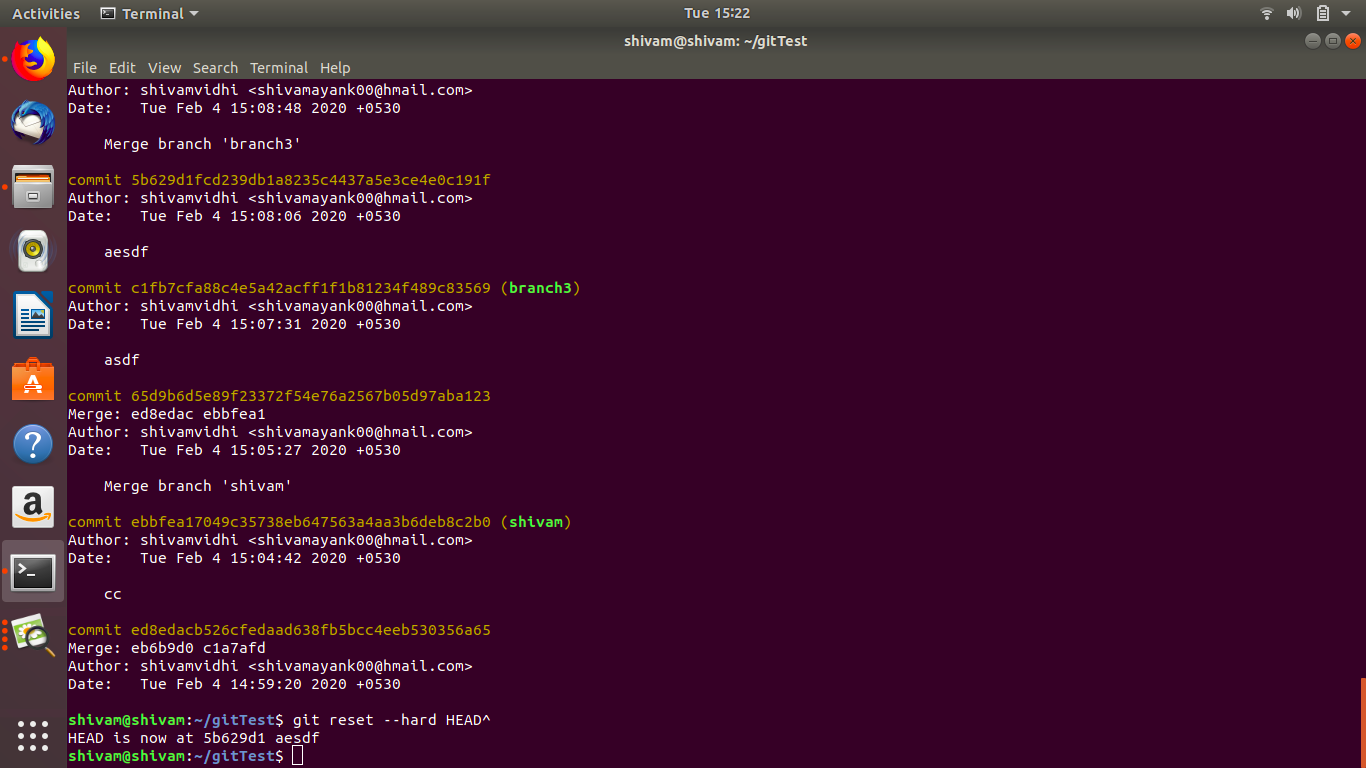 Activities Terminal Tue 15:22
shivam@shivam: ~/gitTest
File Edit View Search Terminal Help
Author: shivamvidhi <shivamayank00@hmail.com>
Date:   Tue Feb 4 15:08:48 2020 +0530
    Merge branch 'branch3'
commit 5b629d1fcd239db1a8235c4437a5e3ce4e0c191f
Author: shivamvidhi <shivamayank00@hmail.com>
Date:   Tue Feb 4 15:08:06 2020 +0530
    aesdf
commit c1fb7cfa88c4e5a42acff1f1b81234f489c83569 (branch3)
Author: shivamvidhi <shivamayank00@hmail.com>
Date:   Tue Feb 4 15:07:31 2020 +0530
    asdf
commit 65d9b6d5e89f23372f54e76a2567b05d97aba123
Merge: ed8edac ebbfea1
Author: shivamvidhi <shivamayank00@hmail.com>
Date:   Tue Feb 4 15:05:27 2020 +0530
    Merge branch 'shivam'
commit ebbfea17049c35738eb647563a4aa3b6deb8c2b0 (shivam)
Author: shivamvidhi <shivamayank00@hmail.com>
Date:   Tue Feb 4 15:04:42 2020 +0530
    cc
commit ed8edacb526cfedaad638fb5bcc4eeb530356a65
Merge: eb6b9d0 c1a7afd
Author: shivamvidhi <shivamayank00@hmail.com>
Date:   Tue Feb 4 14:59:20 2020 +0530
shivam@shivam:~/gitTest$ git reset --hard HEAD^
HEAD is now at 5b629d1 aesdf
shivam@shivam:~/gitTest$